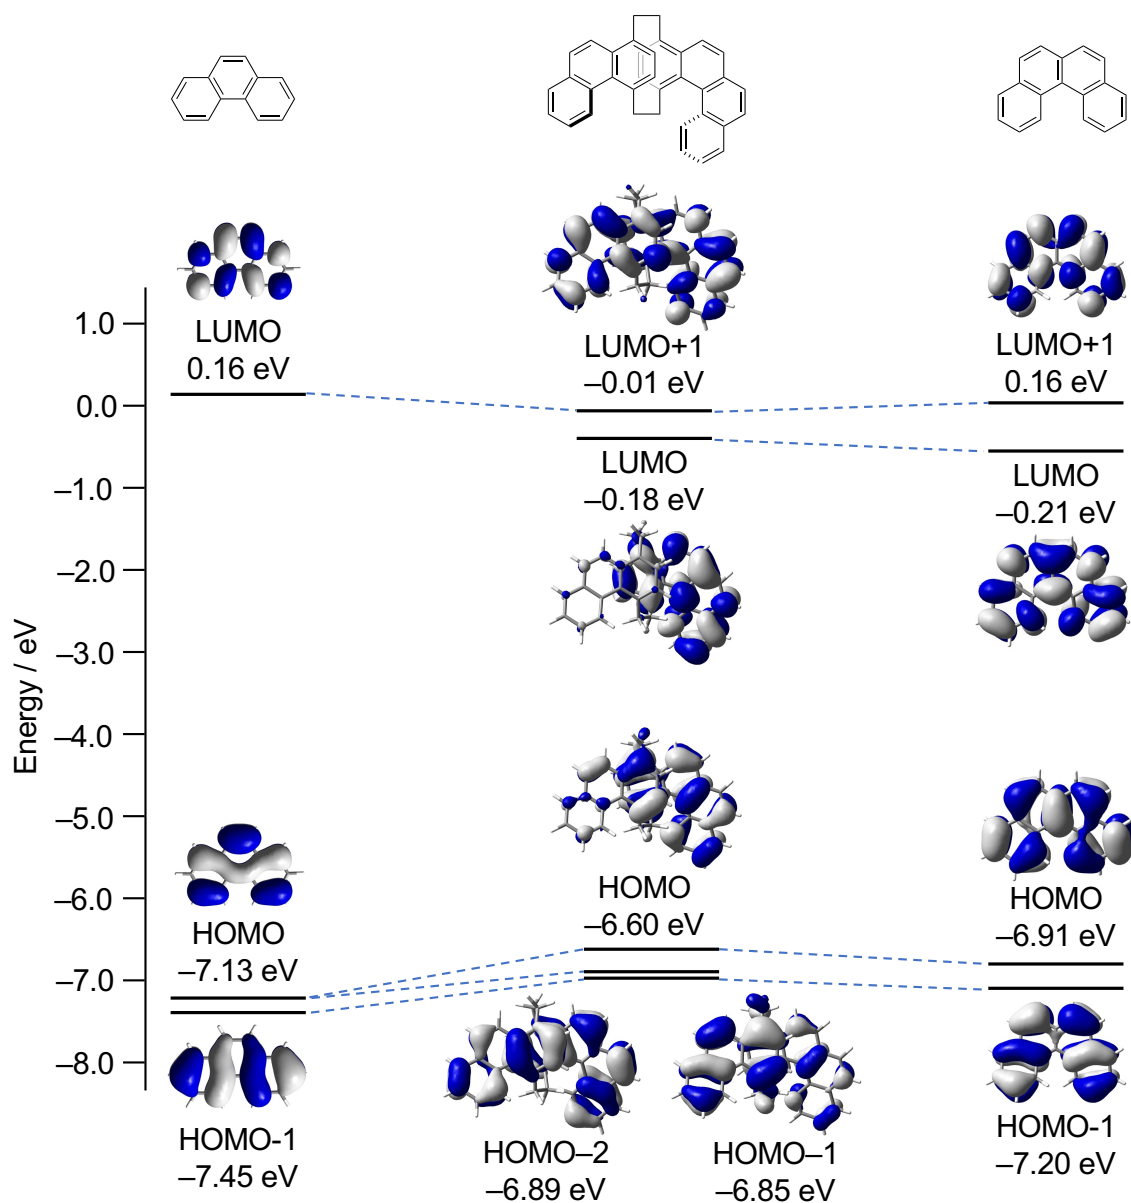 LUMO
0.16 eV
LUMO+1
–0.01 eV
LUMO+1
0.16 eV
LUMO
–0.18 eV
LUMO
–0.21 eV
Energy / eV
1.0
0.0
–1.0
–2.0
–3.0
–4.0
–5.0
–6.0
–7.0
–8.0
HOMO
–7.13 eV
HOMO
–6.60 eV
HOMO
–6.91 eV
HOMO-1
–7.45 eV
HOMO–2
–6.89 eV
HOMO–1
–6.85 eV
HOMO-1
–7.20 eV